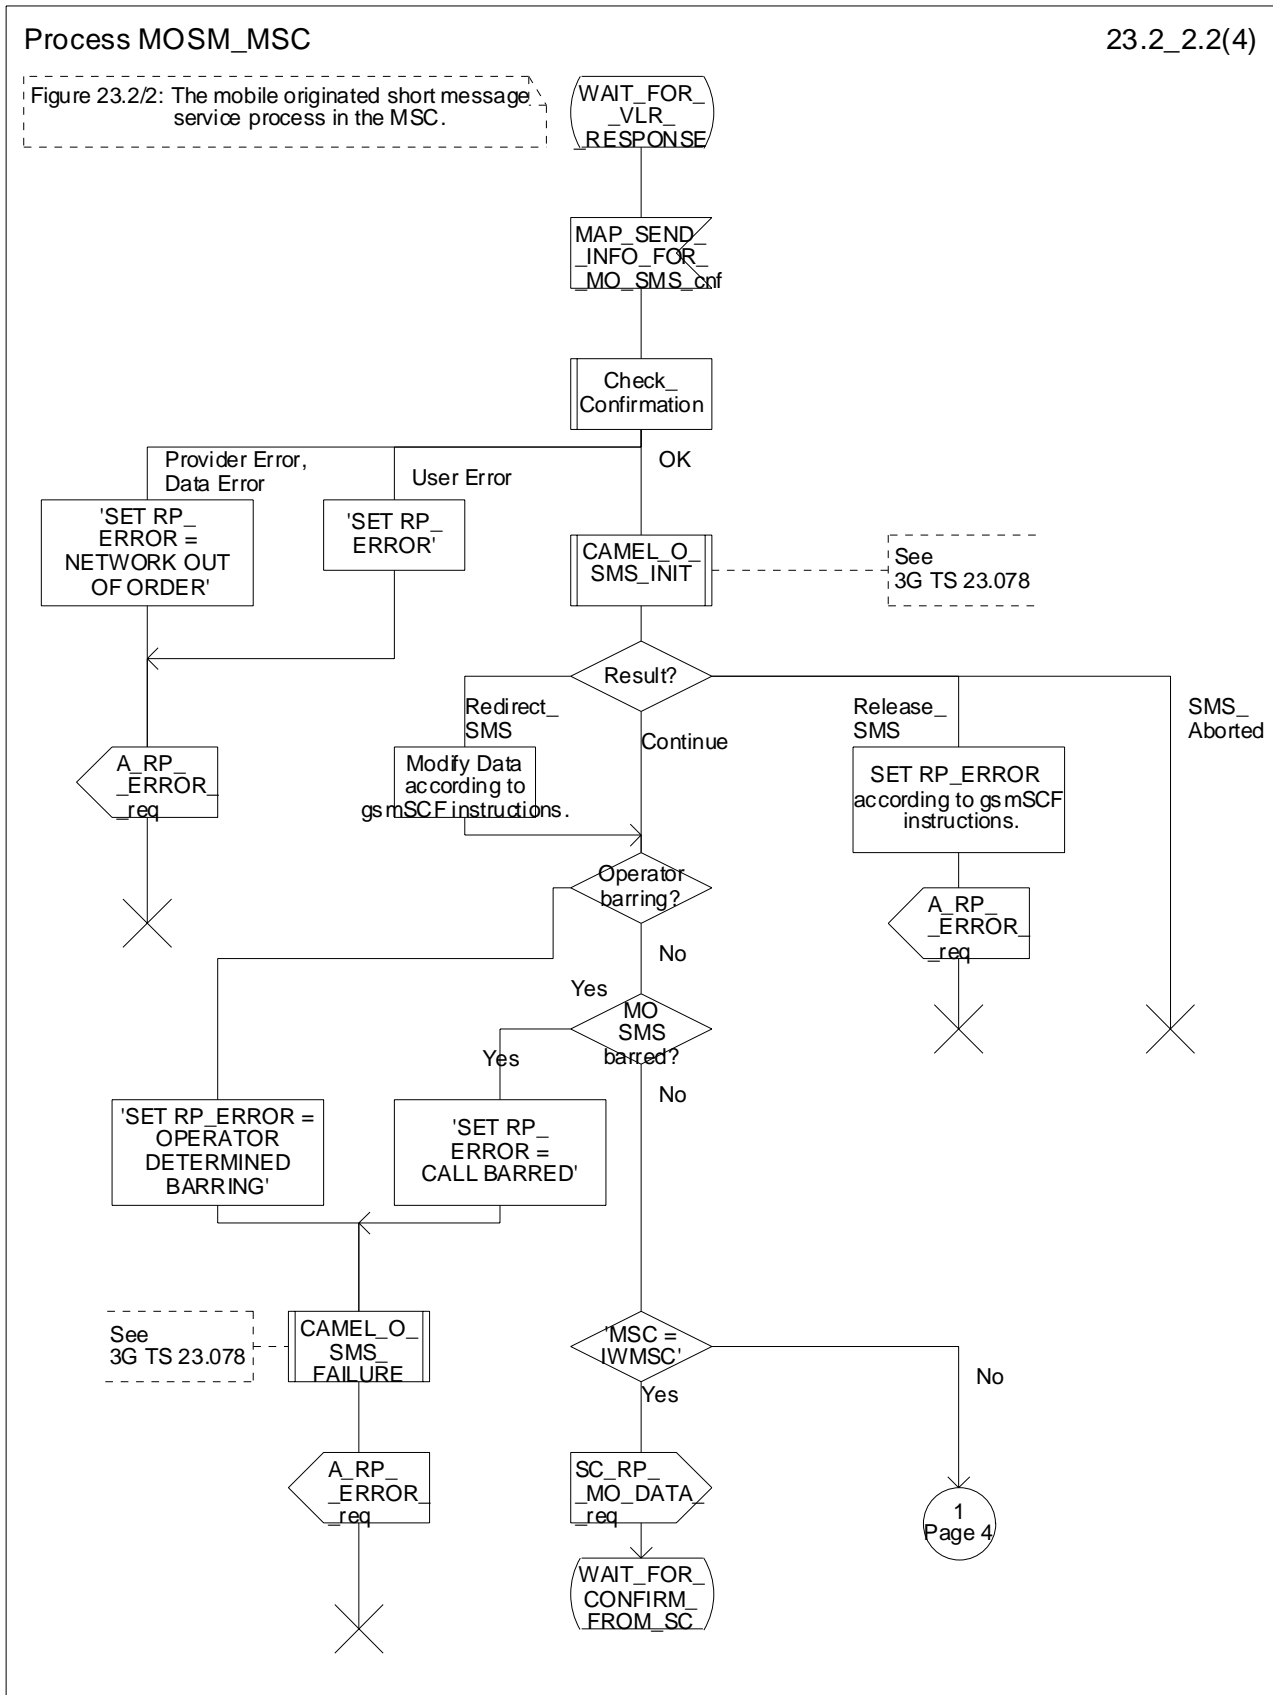 Process MOSM_MSC
23.2_2.2(4)
Figure 23.2/2: The mobile originated short message
service process in the MSC.
WAIT_FOR_
_VLR_
_RESPONSE
MAP_SEND_
_INFO_FOR_
_MO_SMS_cnf
Check_
Confirmation
Provider Error,
Data Error
User Error
OK
'SET RP_
ERROR =
NETWORK OUT
OF ORDER'
'SET RP_
ERROR'
CAMEL_O_
SMS_INIT
See
3G TS 23.078
Result?
Redirect_
SMS
Continue
Release_
SMS
SMS_
Aborted
A_RP_
_ERROR_
_req
Modify Data
according to
gsmSCF instructions.
SET RP_ERROR
according to gsmSCF
instructions.
Operator
barring?
A_RP_
_ERROR_
_req
No
Yes
MO
SMS
barred?
Yes
No
'SET RP_ERROR =
OPERATOR
DETERMINED
BARRING'
'SET RP_
ERROR =
CALL BARRED'
See
3G TS 23.078
CAMEL_O_
SMS_
FAILURE
'MSC =
IWMSC'
No
Yes
A_RP_
_ERROR_
_req
SC_RP_
_MO_DATA_
_req
1
Page 4
WAIT_FOR_
CONFIRM_
FROM_SC